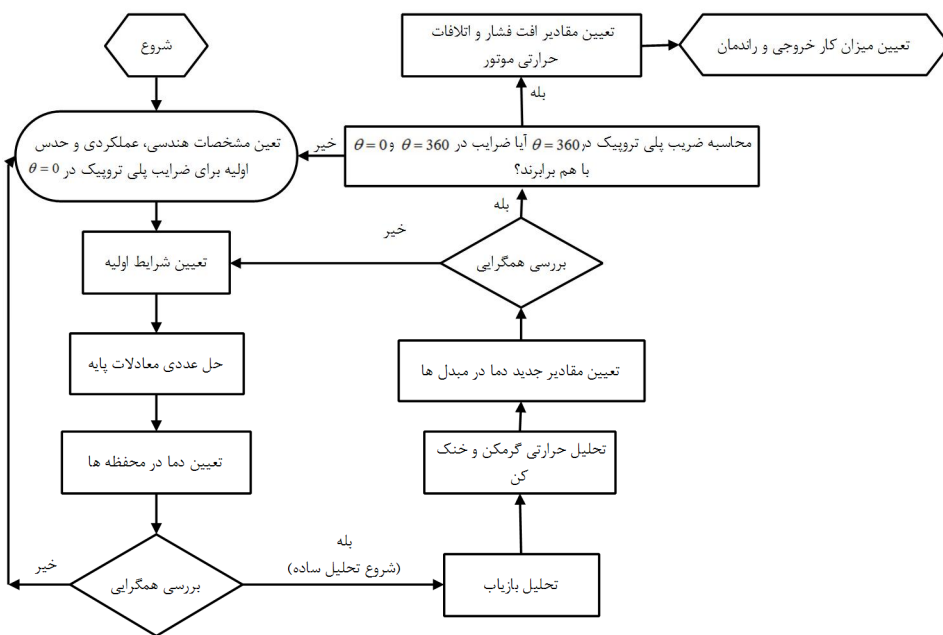 شروع
تعین مشخصات هندسی، عملکردی و حدس
اولیه برای ضرایب پلی تروپیک در θ = 0
تعیین شرایط اولیه
حل عددی معادلات پایه
تعیین دما در محفظه ها
بررسی همگرایی
خیر
بله
(شروع تحلیل ساده)
تحلیل بازیاب
تحلیل حرارتی گرمکن و خنک
کن
تعیین مقادیر جدید دما در مبدل ها
بررسی همگرایی
خیر
بله
محاسبه ضریب پلی تروپیک در θ = 360 آیا ضرایب در θ = 360 و θ = 0
با هم برابرند؟
خیر
بله
تعیین مقادیر افت فشار و اتلافات
حرارتی موتور
تعیین میزان کار خروجی و راندمان